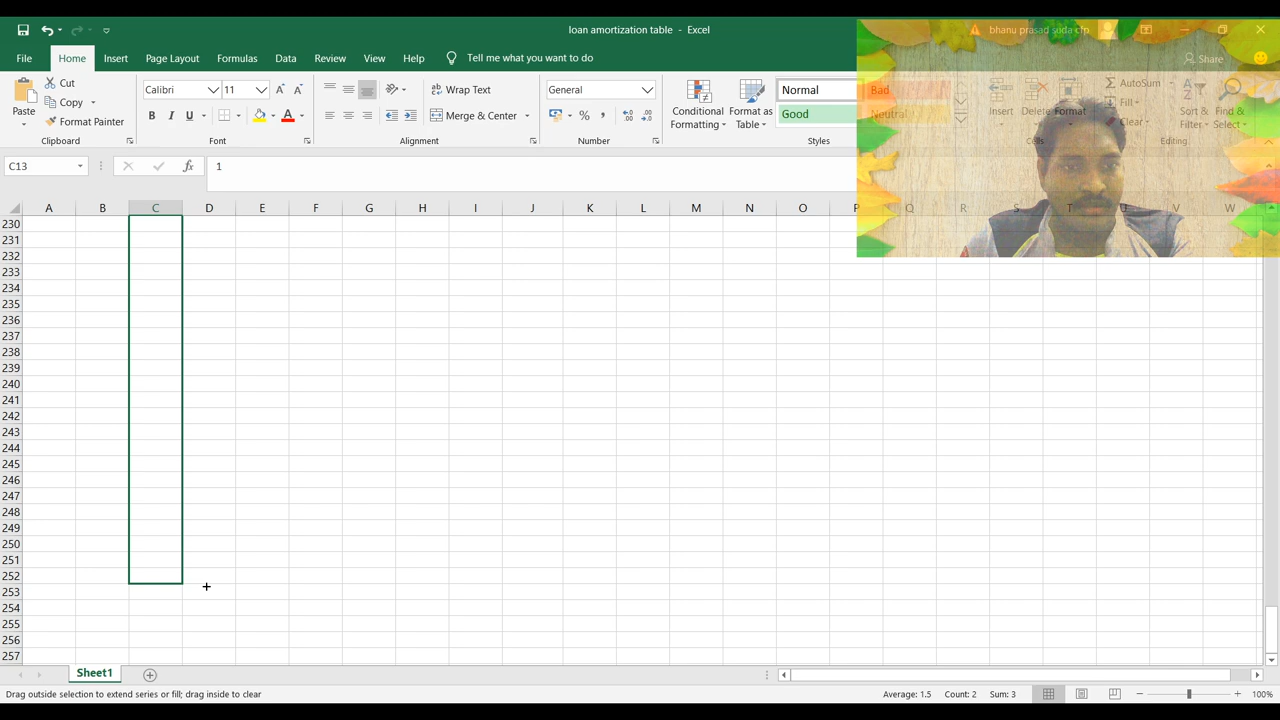 loan amortization table - Excel
bhanu prasad suda cfp
File Home Insert Page Layout Formulas Data Review View Help Tell me what you want to do Share
Paste
Cut
Copy
Format Painter
Clipboard
Calibri 11
B I U
Font
Wrap Text
Merge & Center
Alignment
General
%
Number
Conditional Formatting
Format as Table
Normal Bad
Good Neutral
Styles
Insert Delete Format
Cells
AutoSum
Fill
Clear
Sort & Filter
Find & Select
Editing
C13 fx 1
A B C D E F G H I J K L M N O P Q R S T U V W
230
231
232
233
234
235
236
237
238
239
240
241
242
243
244
245
246
247
248
249
250
251
252
253
254
255
256
257
Sheet1
Drag outside selection to extend series or fill; drag inside to clear Average: 1.5 Count: 2 Sum: 3 100%